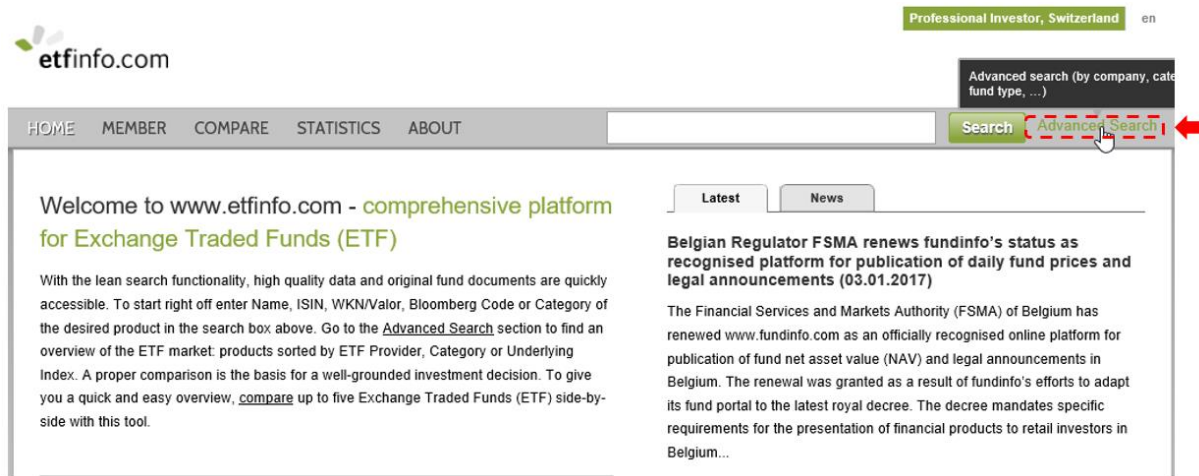 Professional Investor, Switzerland en
etfinfo.com
Advanced search (by company, cate
fund type, ...)
HOME MEMBER COMPARE STATISTICS ABOUT Search Advanced Search
Welcome to www.etfinfo.com - comprehensive platform
for Exchange Traded Funds (ETF)
With the lean search functionality, high quality data and original fund documents are quickly
accessible. To start right off enter Name, ISIN, WKN/Valor, Bloomberg Code or Category of
the desired product in the search box above. Go to the Advanced Search section to find an
overview of the ETF market: products sorted by ETF Provider, Category or Underlying
Index. A proper comparison is the basis for a well-grounded investment decision. To give
you a quick and easy overview, compare up to five Exchange Traded Funds (ETF) side-by-
side with this tool.
Latest News
Belgian Regulator FSMA renews fundinfo's status as
recognised platform for publication of daily fund prices and
legal announcements (03.01.2017)
The Financial Services and Markets Authority (FSMA) of Belgium has
renewed www.fundinfo.com as an officially recognised online platform for
publication of fund net asset value (NAV) and legal announcements in
Belgium. The renewal was granted as a result of fundinfo's efforts to adapt
its fund portal to the latest royal decree. The decree mandates specific
requirements for the presentation of financial products to retail investors in
Belgium...